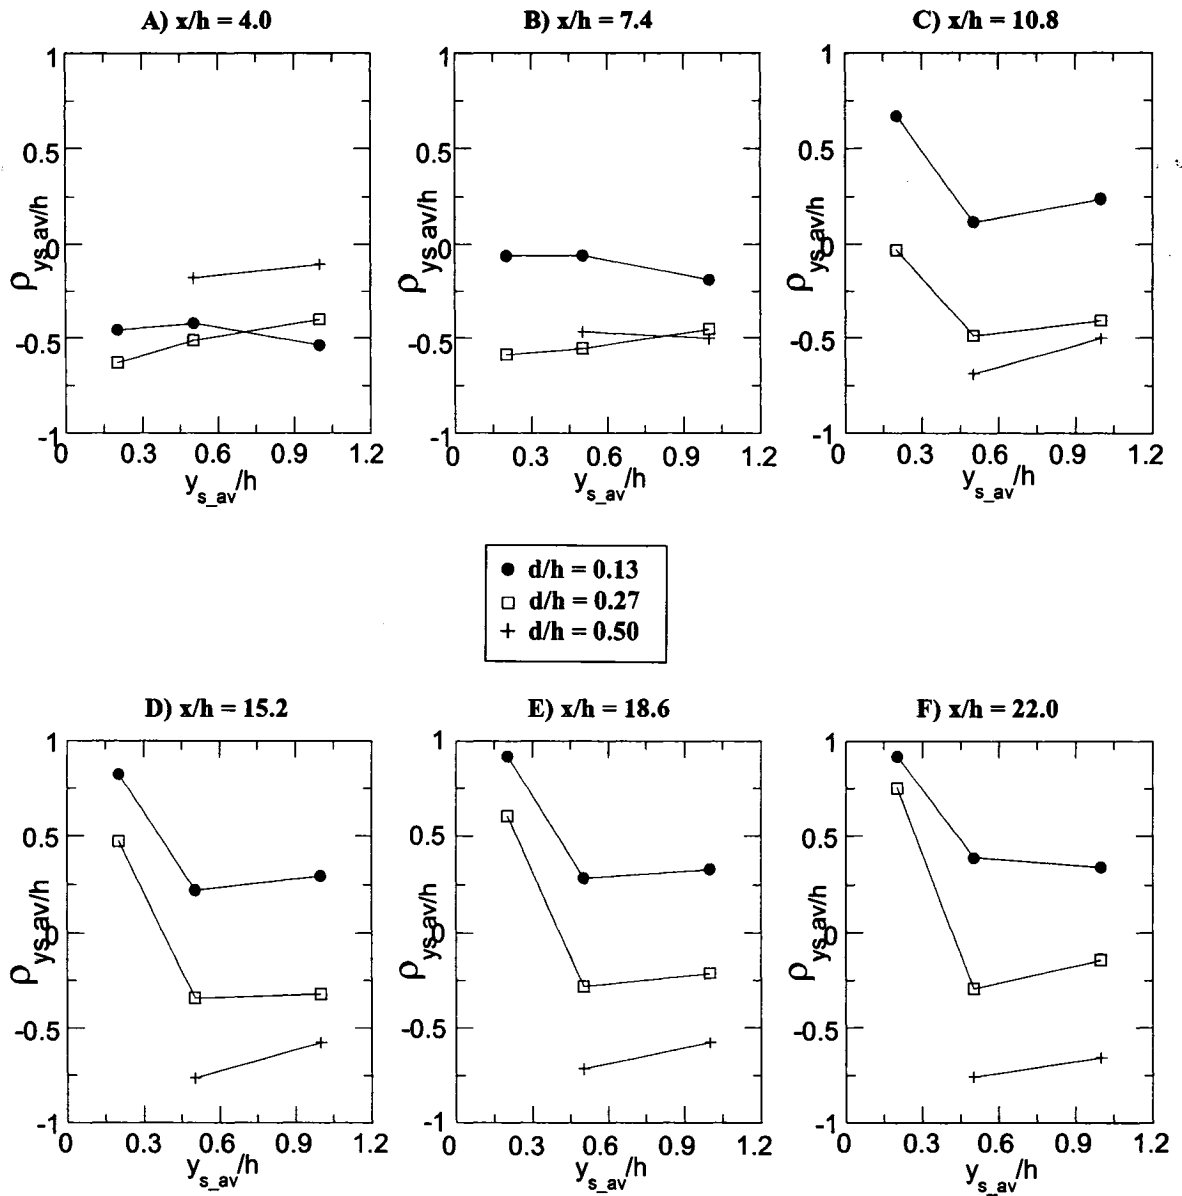 A) x/h = 4.0
B) x/h = 7.4
C) x/h = 10.8
1
0.5
0
-0.5
-1
ρys_av/h
0 0.3 0.6 0.9 1.2
ys_av/h
1
0.5
0
-0.5
-1
ρys_av/h
0 0.3 0.6 0.9 1.2
ys_av/h
1
0.5
0
-0.5
-1
ρys_av/h
0 0.3 0.6 0.9 1.2
ys_av/h
d/h = 0.13
d/h = 0.27
d/h = 0.50
D) x/h = 15.2
E) x/h = 18.6
F) x/h = 22.0
1
0.5
0
-0.5
-1
ρys_av/h
0 0.3 0.6 0.9 1.2
ys_av/h
1
0.5
0
-0.5
-1
ρys_av/h
0 0.3 0.6 0.9 1.2
ys_av/h
1
0.5
0
-0.5
-1
ρys_av/h
0 0.3 0.6 0.9 1.2
ys_av/h